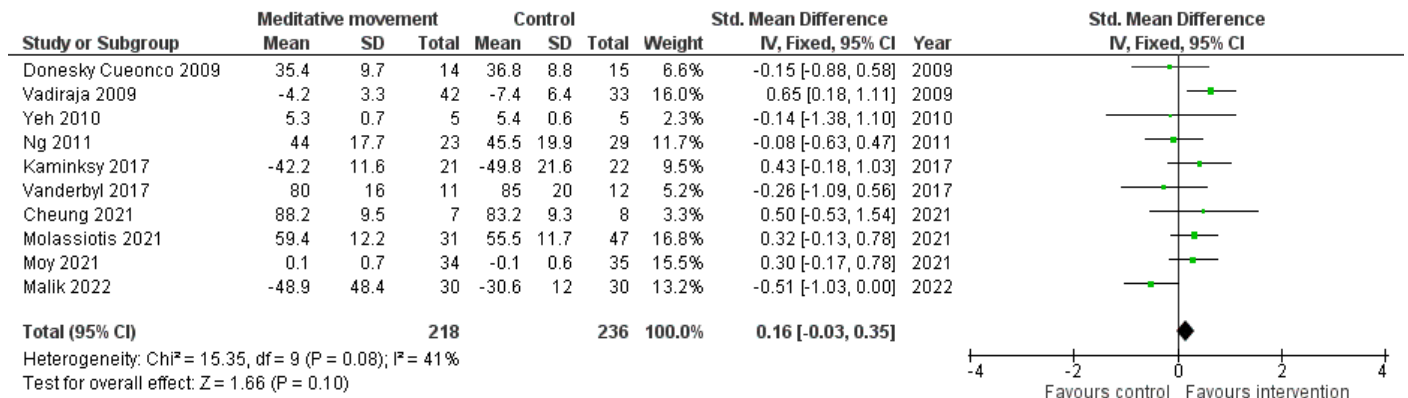 Meditative movement Control Std. Mean Difference Std. Mean Difference
Study or Subgroup Mean SD Total Mean SD Total Weight IV, Fixed, 95% CI Year IV, Fixed, 95% CI
Donesky Cueonco 2009 35.4 9.7 14 36.8 8.8 15 6.6% -0.15 [-0.88, 0.58] 2009
Vadiraja 2009 -4.2 3.3 42 -7.4 6.4 33 16.0% 0.65 [0.18, 1.11] 2009
Yeh 2010 5.3 0.7 5 5.4 0.6 5 2.3% -0.14 [-1.38, 1.10] 2010
Ng 2011 44 17.7 23 45.5 19.9 29 11.7% -0.08 [-0.63, 0.47] 2011
Kaminksy 2017 -42.2 11.6 21 -49.8 21.6 22 9.5% 0.43 [-0.18, 1.03] 2017
Vanderbyl 2017 80 16 11 85 20 12 5.2% -0.26 [-1.09, 0.56] 2017
Cheung 2021 88.2 9.5 7 83.2 9.3 8 3.3% 0.50 [-0.53, 1.54] 2021
Molassiotis 2021 59.4 12.2 31 55.5 11.7 47 16.8% 0.32 [-0.13, 0.78] 2021
Moy 2021 0.1 0.7 34 -0.1 0.6 35 15.5% 0.30 [-0.17, 0.78] 2021
Malik 2022 -48.9 48.4 30 -30.6 12 30 13.2% -0.51 [-1.03, 0.00] 2022
Total (95% CI) 218 236 100.0% 0.16 [-0.03, 0.35]
Heterogeneity: Chi² = 15.35, df = 9 (P = 0.08); I² = 41%
Test for overall effect: Z = 1.66 (P = 0.10)
-4 -2 0 2 4
Favours control Favours intervention